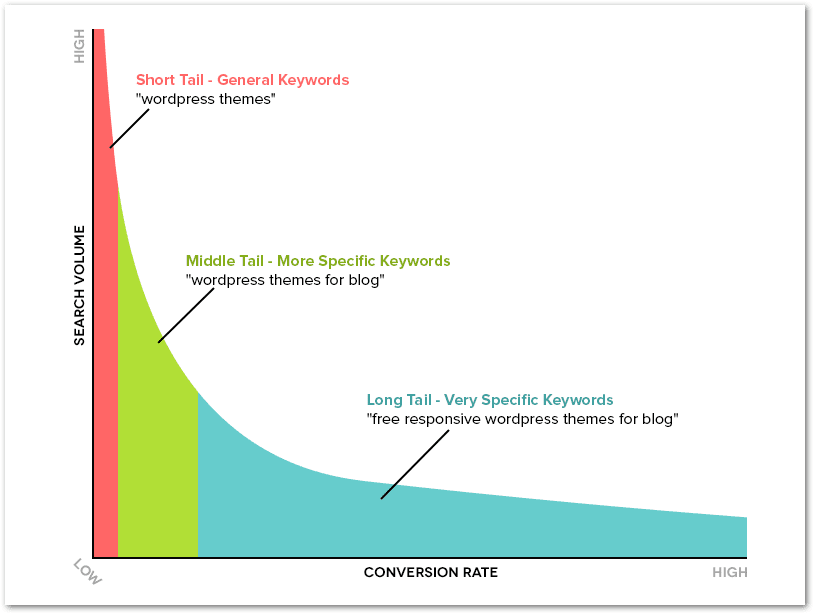 HIGH
Short Tail - General Keywords
"wordpress themes"
SEARCH VOLUME
Middle Tail - More Specific Keywords
"wordpress themes for blog"
Long Tail - Very Specific Keywords
"free responsive wordpress themes for blog"
LOW
CONVERSION RATE
HIGH